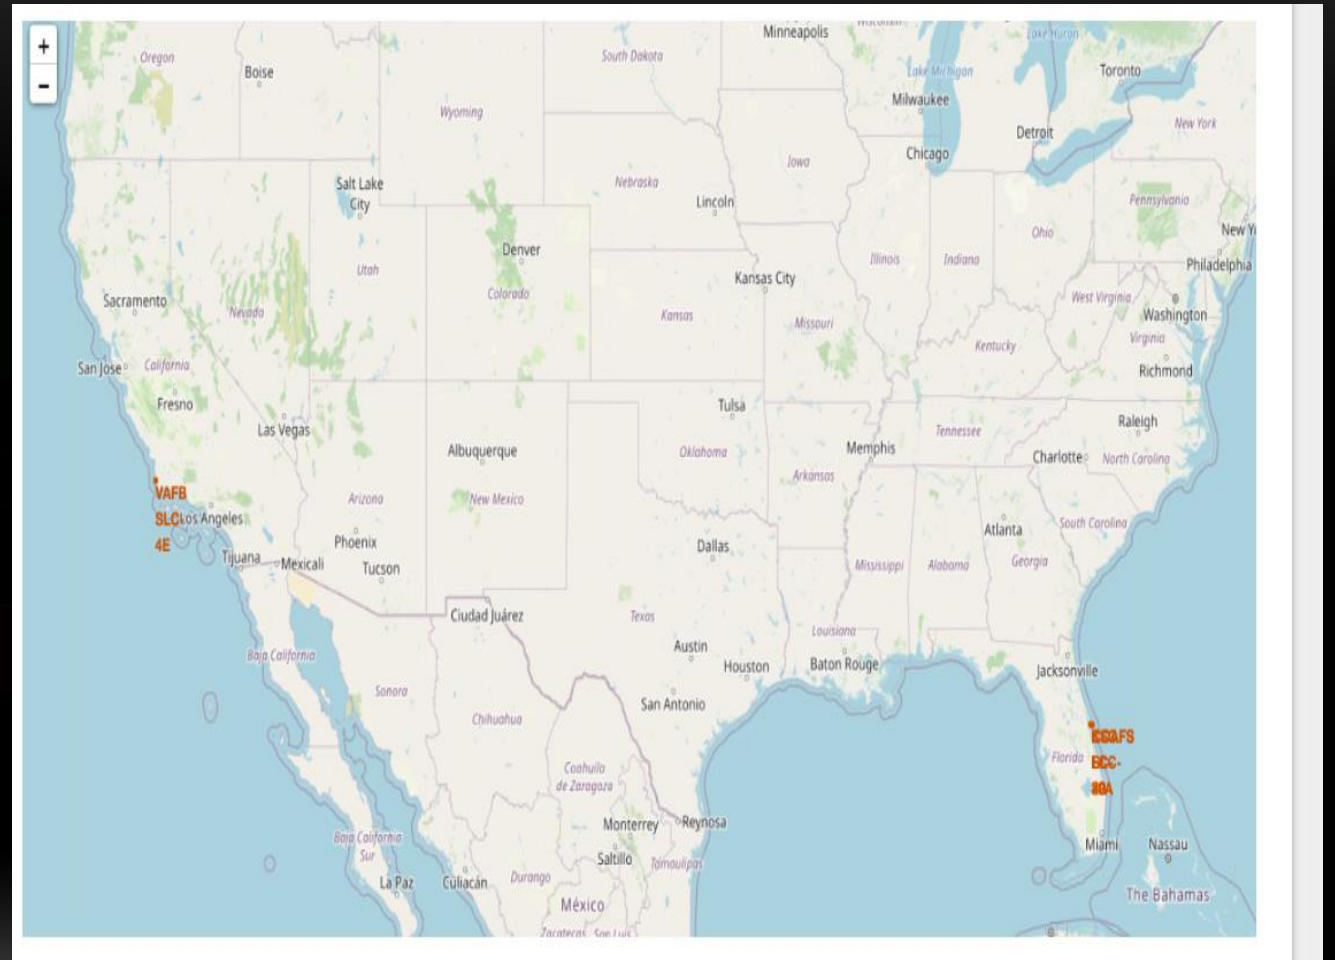 +
-
Minneapolis
Oregon
South Dakota
Lake Huron
Boise
Lake Michigan
Toronto
Milwaukee
Wyoming
New York
Detroit
Chicago
Iowa
Salt Lake
City
Nebraska
Lincoln
Pennsylvania
Ohio
Denver
Utah
Illinois
Indiana
Philadelphia
Kansas City
Colorado
Sacramento
Nevada
Kansas
Missouri
West Virginia
Washington
Virginia
Kentucky
San Jose
California
Richmond
Fresno
Tulsa
Las Vegas
Raleigh
Albuquerque
Oklahoma
Memphis
Tennessee
Charlotte
North Carolina
Arkansas
VAFB
Arizona
New Mexico
SLC
Los Angeles
4E
Phoenix
Atlanta
South Carolina
Dallas
Tijuana
Mexicali
Tucson
Mississippi
Alabama
Georgia
Ciudad Juárez
Texas
Louisiana
Austin
Baja California
Houston
Baton Rouge
Jacksonville
Sonora
San Antonio
Chihuahua
Florida
Coahuila
de Zaragoza
Monterrey
Reynosa
Baja California
Sur
Saltillo
Tamaulipas
Miami
Nassau
La Paz
Culiacán
Durango
México
The Bahamas